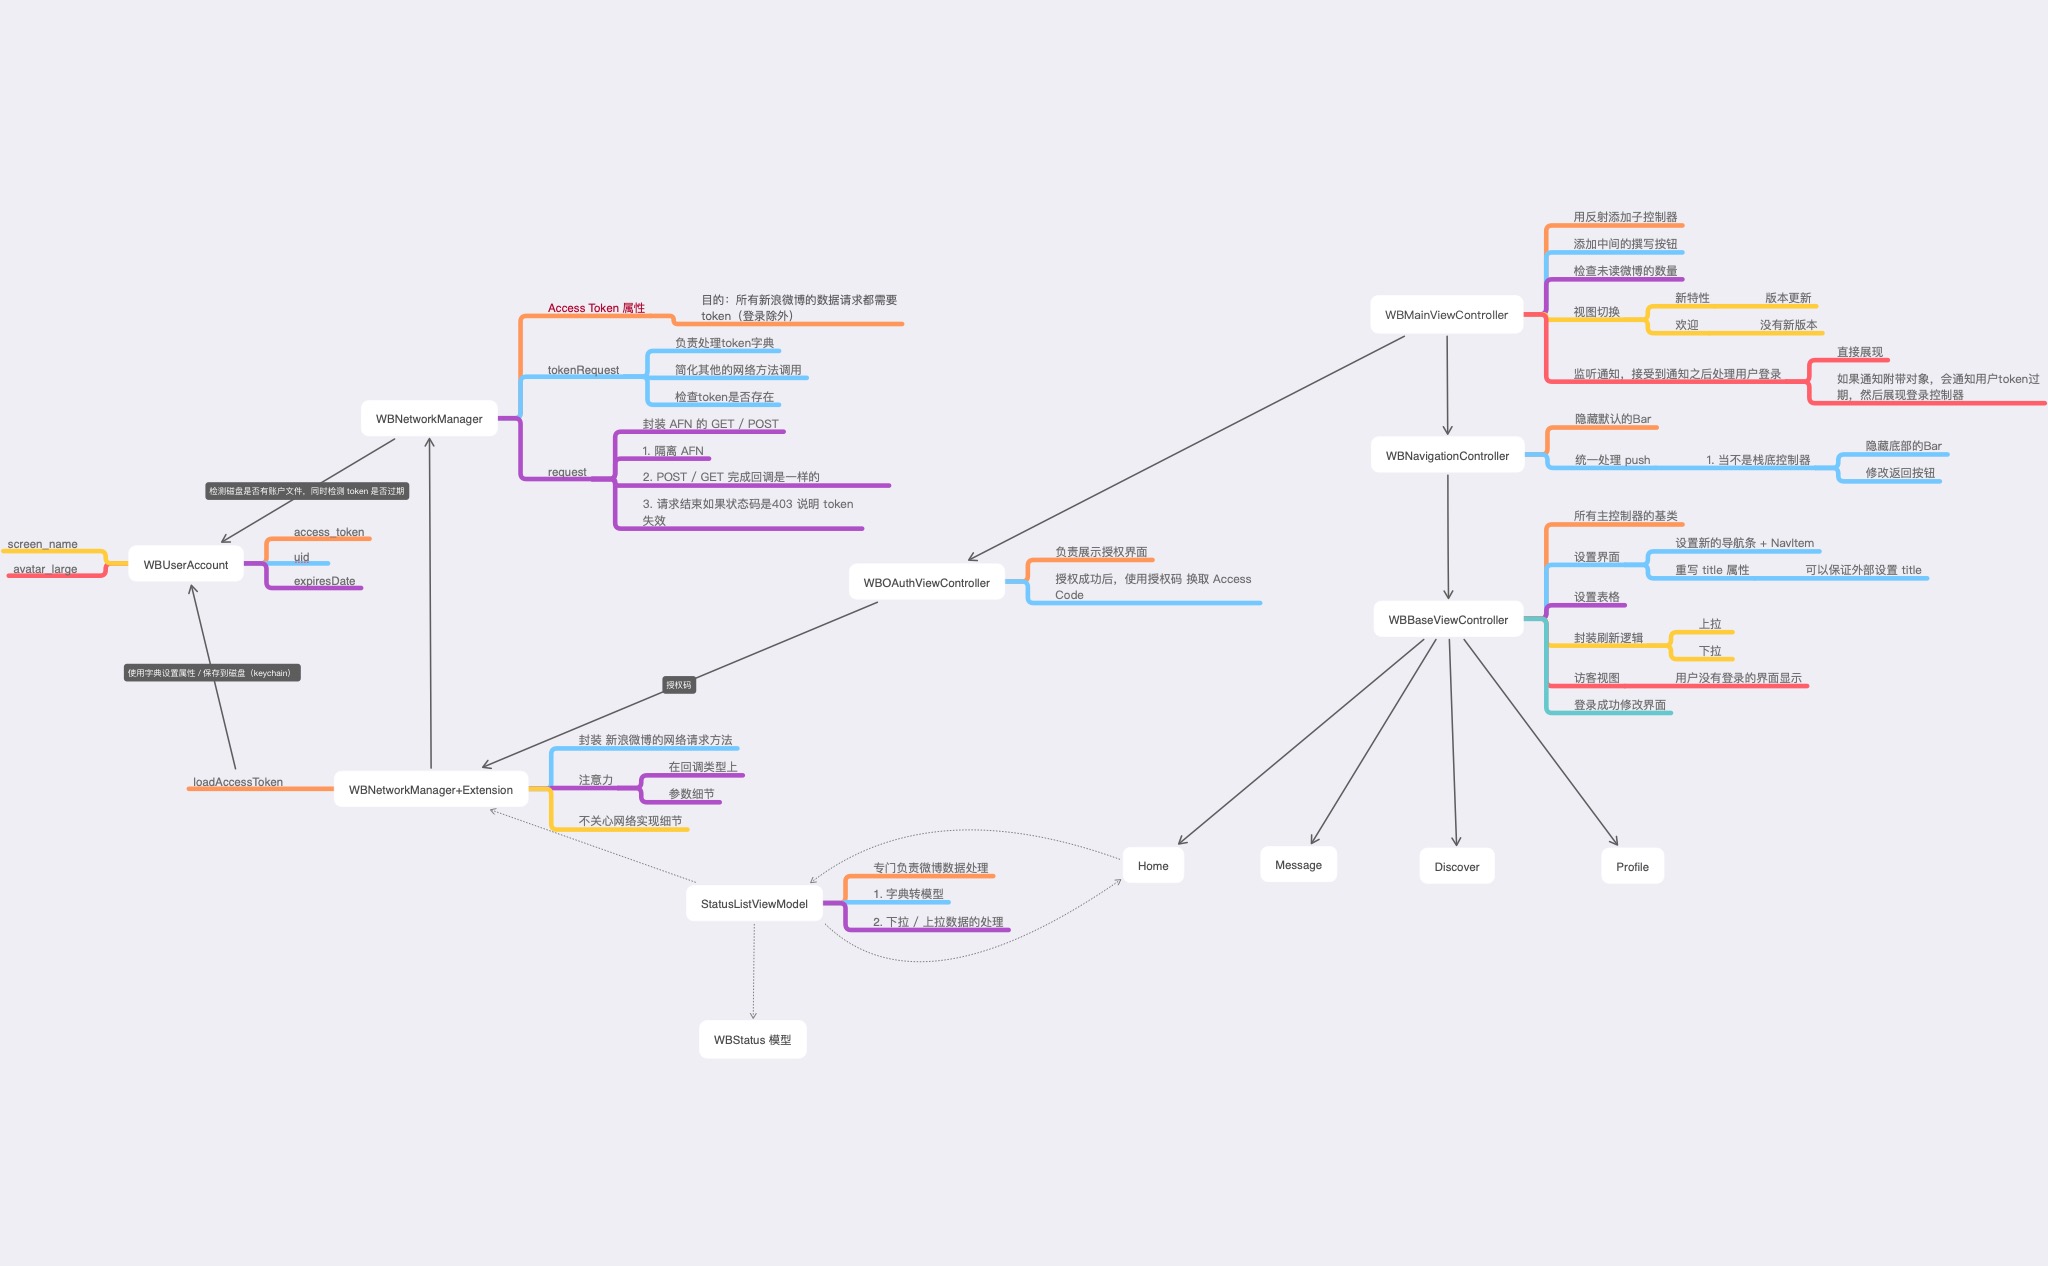 用反射添加子控制器
添加中间的撰写按钮
检查未读微博的数量
视图切换
新特性
版本更新
欢迎
没有新版本
监听通知，接受到通知之后处理用户登录
直接展现
如果通知附带对象，会通知用户token过
期，然后展现登录控制器
WBMainViewController
Access Token 属性
目的：所有新浪微博的数据请求都需要
token（登录除外）
tokenRequest
负责处理token字典
简化其他的网络方法调用
检查token是否存在
WBNetworkManager
request
封装 AFN 的 GET / POST
1. 隔离 AFN
2. POST / GET 完成回调是一样的
3. 请求结束如果状态码是403 说明 token
失效
WBNavigationController
隐藏默认的Bar
统一处理 push
1. 当不是栈底控制器
隐藏底部的Bar
修改返回按钮
检测磁盘是否有账户文件，同时检测 token 是否过期
screen_name
avatar_large
WBUserAccount
access_token
uid
expiresDate
WBOAuthViewController
负责展示授权界面
授权成功后，使用授权码 换取 Access
Code
WBBaseViewController
所有主控制器的基类
设置界面
设置新的导航条 + NavItem
重写 title 属性
可以保证外部设置 title
设置表格
封装刷新逻辑
上拉
下拉
访客视图
用户没有登录的界面显示
登录成功修改界面
使用字典设置属性 / 保存到磁盘（keychain）
授权码
loadAccessToken
WBNetworkManager+Extension
封装 新浪微博的网络请求方法
注意力
在回调类型上
参数细节
不关心网络实现细节
Home
Message
Discover
Profile
StatusListViewModel
专门负责微博数据处理
1. 字典转模型
2. 下拉 / 上拉数据的处理
WBStatus 模型